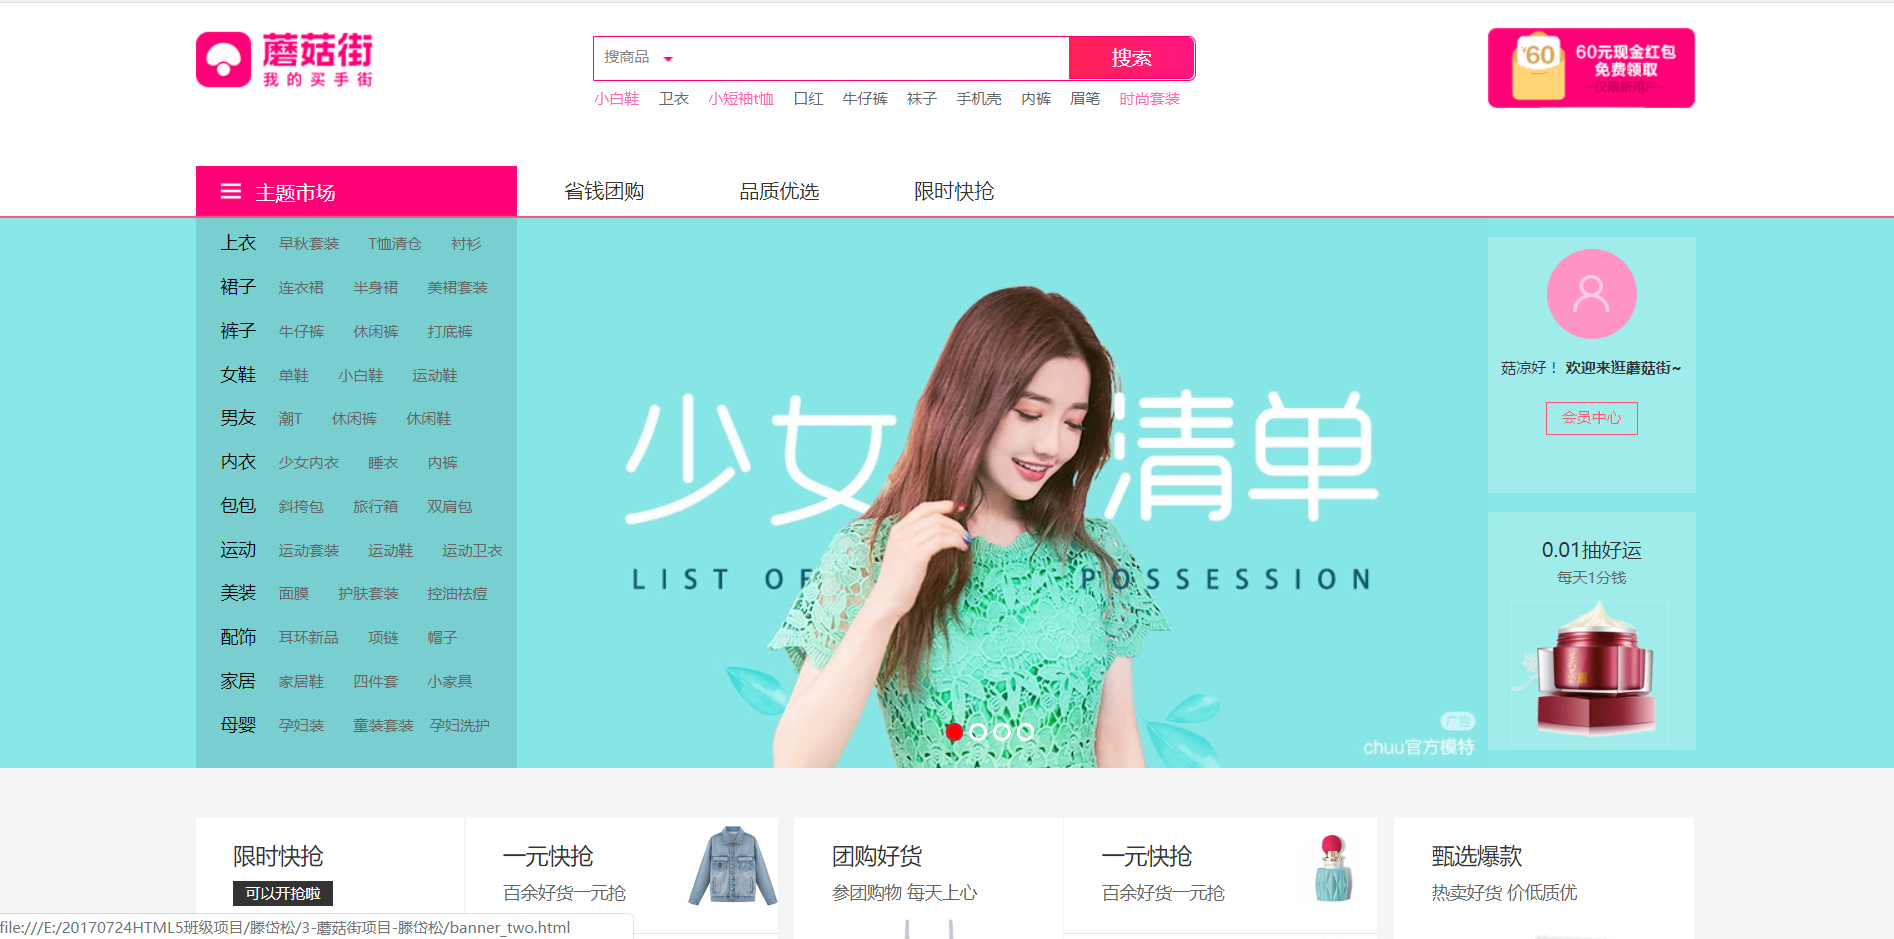 蘑菇街
我的买手街
搜商品
搜索
小白鞋 卫衣 小短袖t恤 口红 牛仔裤 袜子 手机壳 内裤 眉笔 时尚套装
¥60
60元现金红包
免费领取
~仅限新用户~
主题市场 省钱团购 品质优选 限时快抢
上衣 早秋套装 T恤清仓 衬衫
裙子 连衣裙 半身裙 美裙套装
裤子 牛仔裤 休闲裤 打底裤
女鞋 单鞋 小白鞋 运动鞋
男友 潮T 休闲裤 休闲鞋
内衣 少女内衣 睡衣 内裤
包包 斜挎包 旅行箱 双肩包
运动 运动套装 运动鞋 运动卫衣
美装 面膜 护肤套装 控油祛痘
配饰 耳环新品 项链 帽子
家居 家居鞋 四件套 小家具
母婴 孕妇装 童装套装 孕妇洗护
少女 清单
LIST OF POSSESSION
广告
chuu官方模特
菇凉好！ 欢迎来逛蘑菇街~
会员中心
0.01抽好运
每天1分钱
限时快抢
可以开抢啦
一元快抢
百余好货一元抢
团购好货
参团购物 每天上心
一元快抢
百余好货一元抢
甄选爆款
热卖好货 价低质优
file:///E:/20170724HTML5班级项目/滕岱松/3-蘑菇街项目-滕岱松/banner_two.html